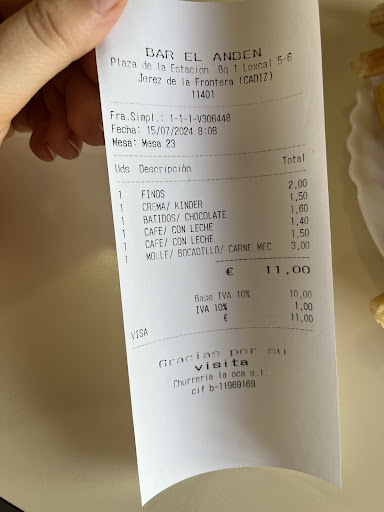 BAR EL ANDEN
Plaza de la Estacion Bq 1 loxcal 5-6
Jerez de la Frontera (CADIZ)
11401
Fra.Simpl.: 1-1-1-V306448
Fecha: 15/07/2024 8:08
Mesa: Mesa 23
Uds Descripción Total
1 FINOS 2,00
1 CREMA/ KINDER 1,50
1 BATIDOS/ CHOCOLATE 1,60
1 CAFE/ CON LECHE 1,40
1 CAFE/ CON LECHE 1,50
1 MOLLE/ BOCADILLO/ CARNE MEC 3,00
€ 11,00
Base IVA 10% 10,00
IVA 10% 1,00
€ 11,00
VISA
Gracias por su
visita
Churreria la oca s.l.
cif b-11969169